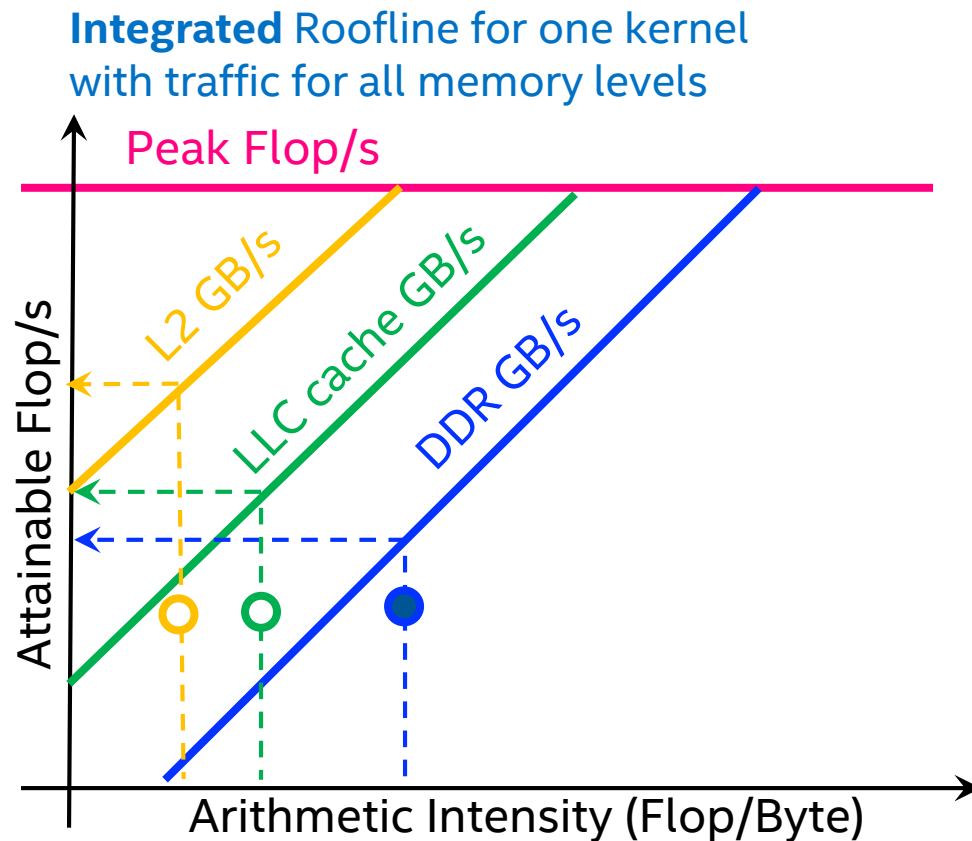 Integrated Roofline for one kernel
with traffic for all memory levels
Peak Flop/s
L2 GB/s
LLC cache GB/s
DDR GB/s
Attainable Flop/s
Arithmetic Intensity (Flop/Byte)